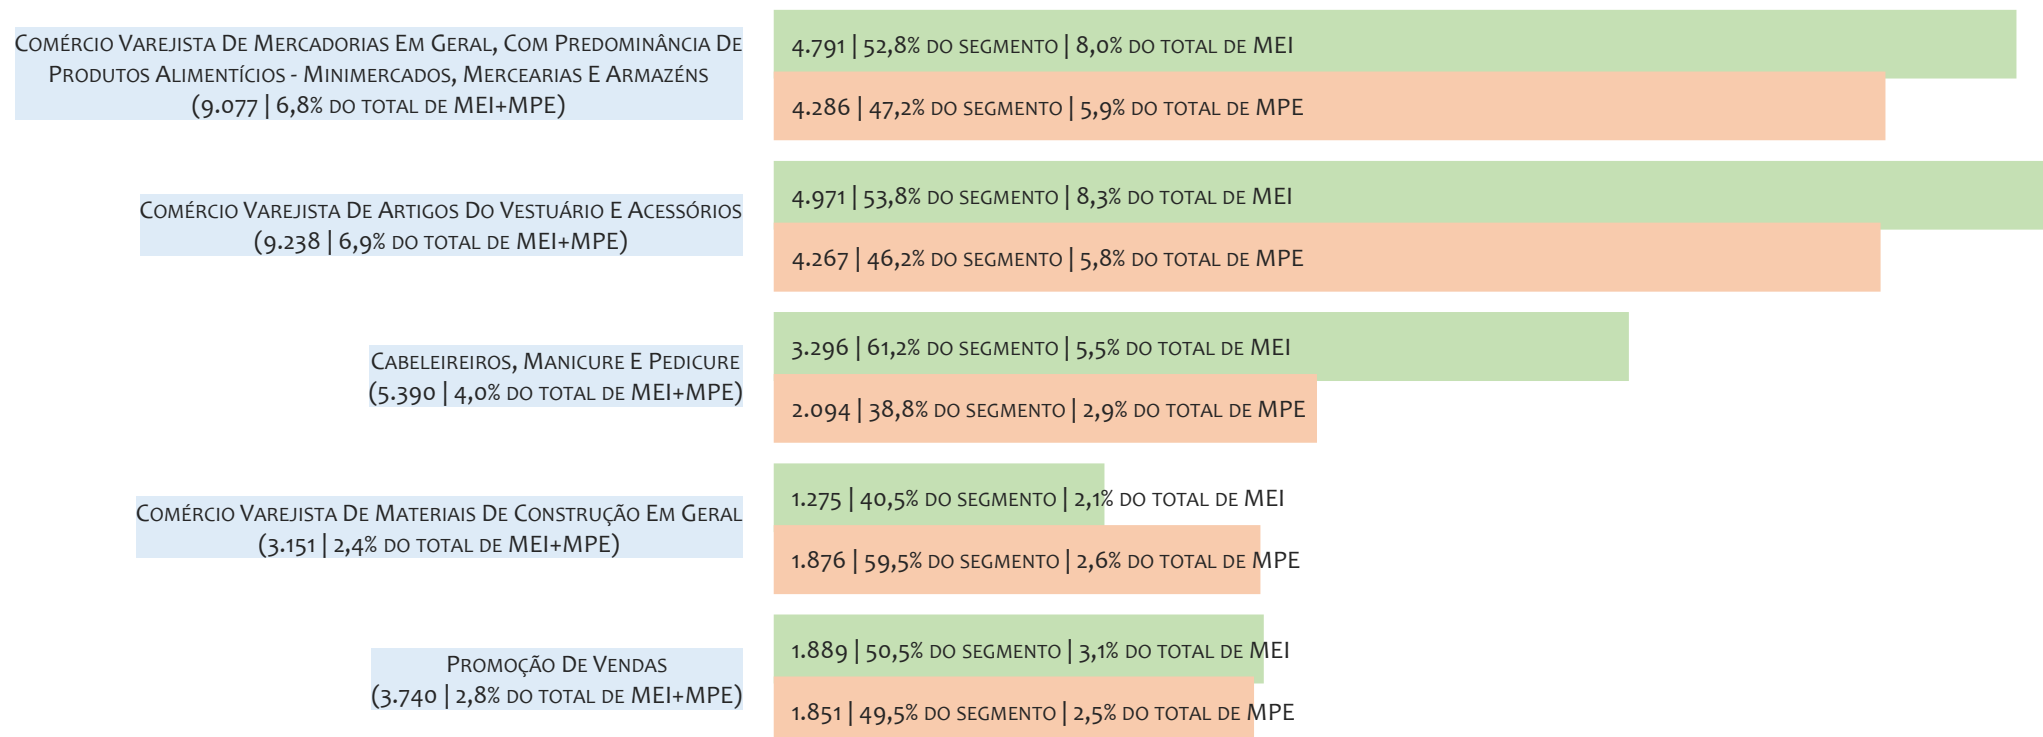 Comércio Varejista De Mercadorias Em Geral, Com Predominância De
Produtos Alimentícios - Minimercados, Mercearias E Armazéns
(9.077 | 6,8% do total de MEI+MPE)
4.791 | 52,8% do segmento | 8,0% do total de MEI
4.286 | 47,2% do segmento | 5,9% do total de MPE
Comércio Varejista De Artigos Do Vestuário E Acessórios
(9.238 | 6,9% do total de MEI+MPE)
4.971 | 53,8% do segmento | 8,3% do total de MEI
4.267 | 46,2% do segmento | 5,8% do total de MPE
Cabeleireiros, Manicure E Pedicure
(5.390 | 4,0% do total de MEI+MPE)
3.296 | 61,2% do segmento | 5,5% do total de MEI
2.094 | 38,8% do segmento | 2,9% do total de MPE
Comércio Varejista De Materiais De Construção Em Geral
(3.151 | 2,4% do total de MEI+MPE)
1.275 | 40,5% do segmento | 2,1% do total de MEI
1.876 | 59,5% do segmento | 2,6% do total de MPE
Promoção De Vendas
(3.740 | 2,8% do total de MEI+MPE)
1.889 | 50,5% do segmento | 3,1% do total de MEI
1.851 | 49,5% do segmento | 2,5% do total de MPE